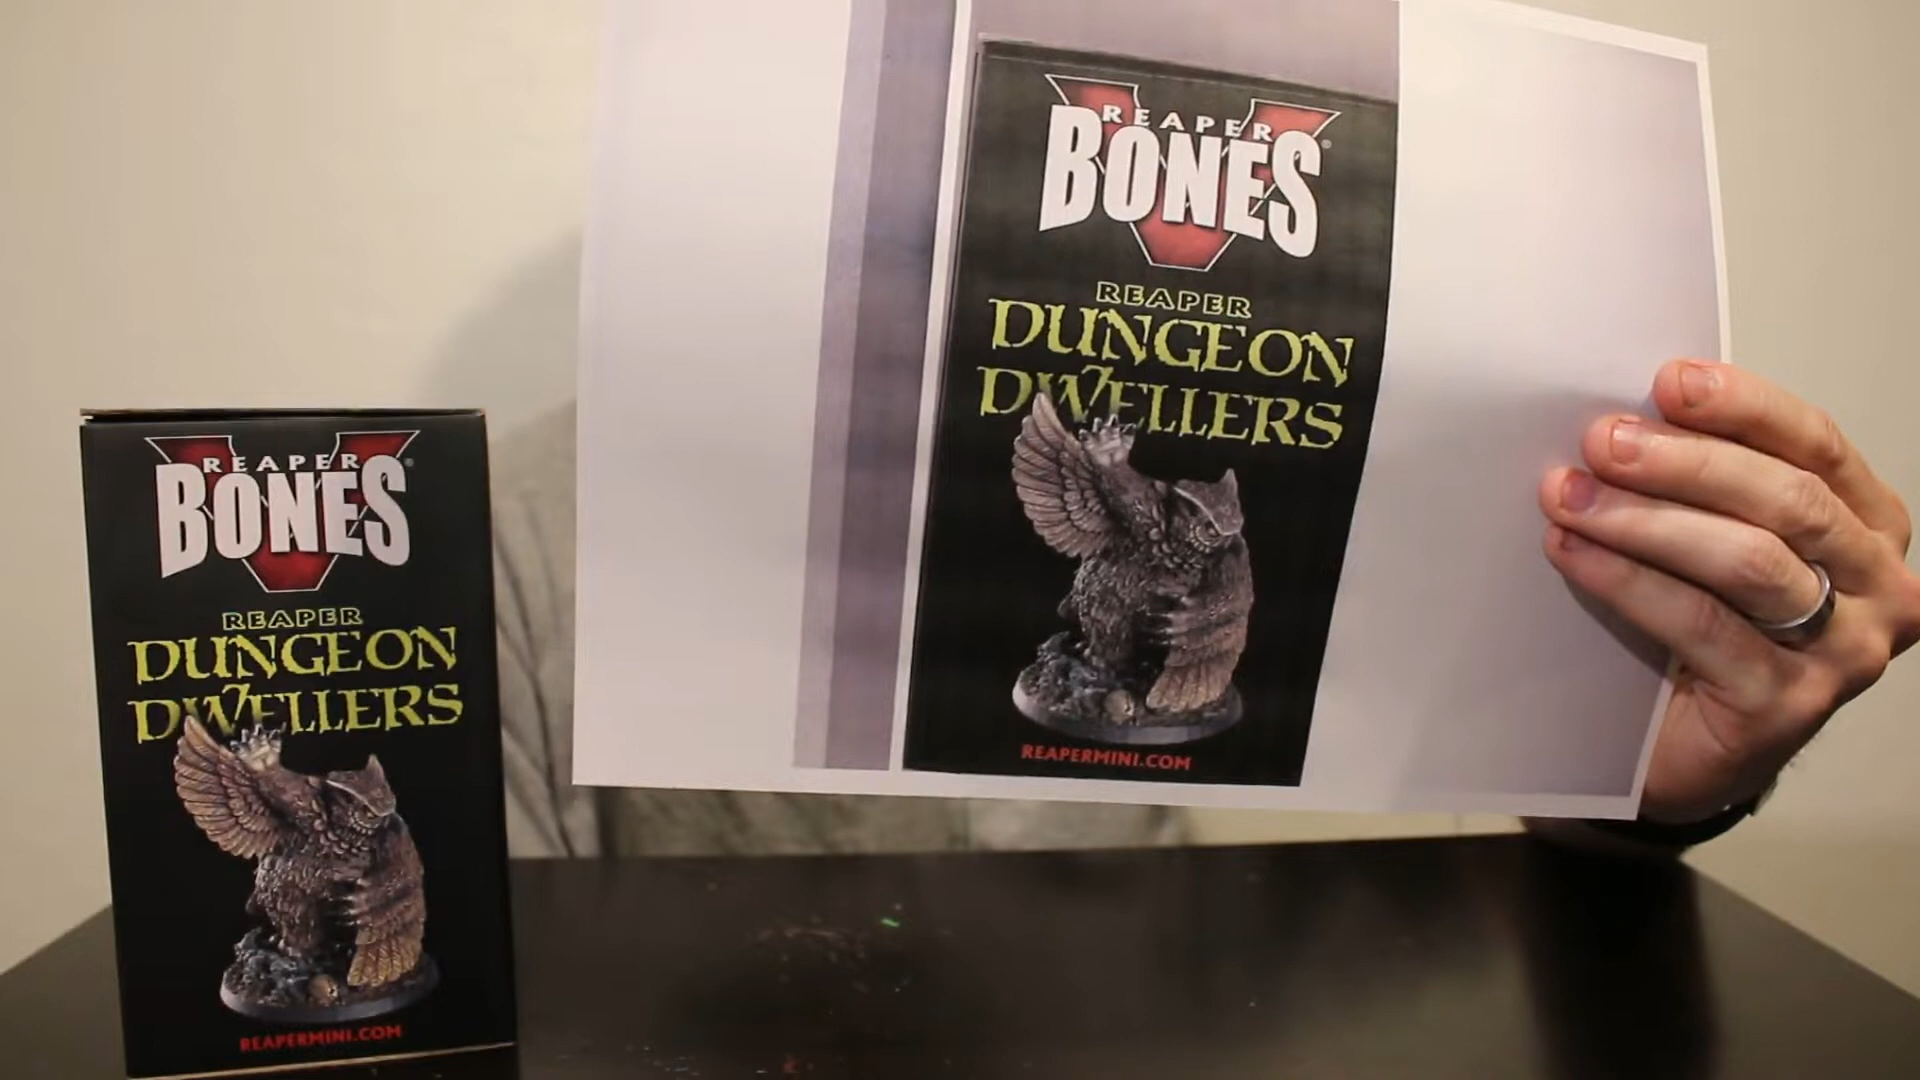 REAPER
BONES®
REAPER
DUNGEON
DWELLERS
REAPERMINI.COM
REAPER
BONES®
REAPER
DUNGEON
DWELLERS
REAPERMINI.COM